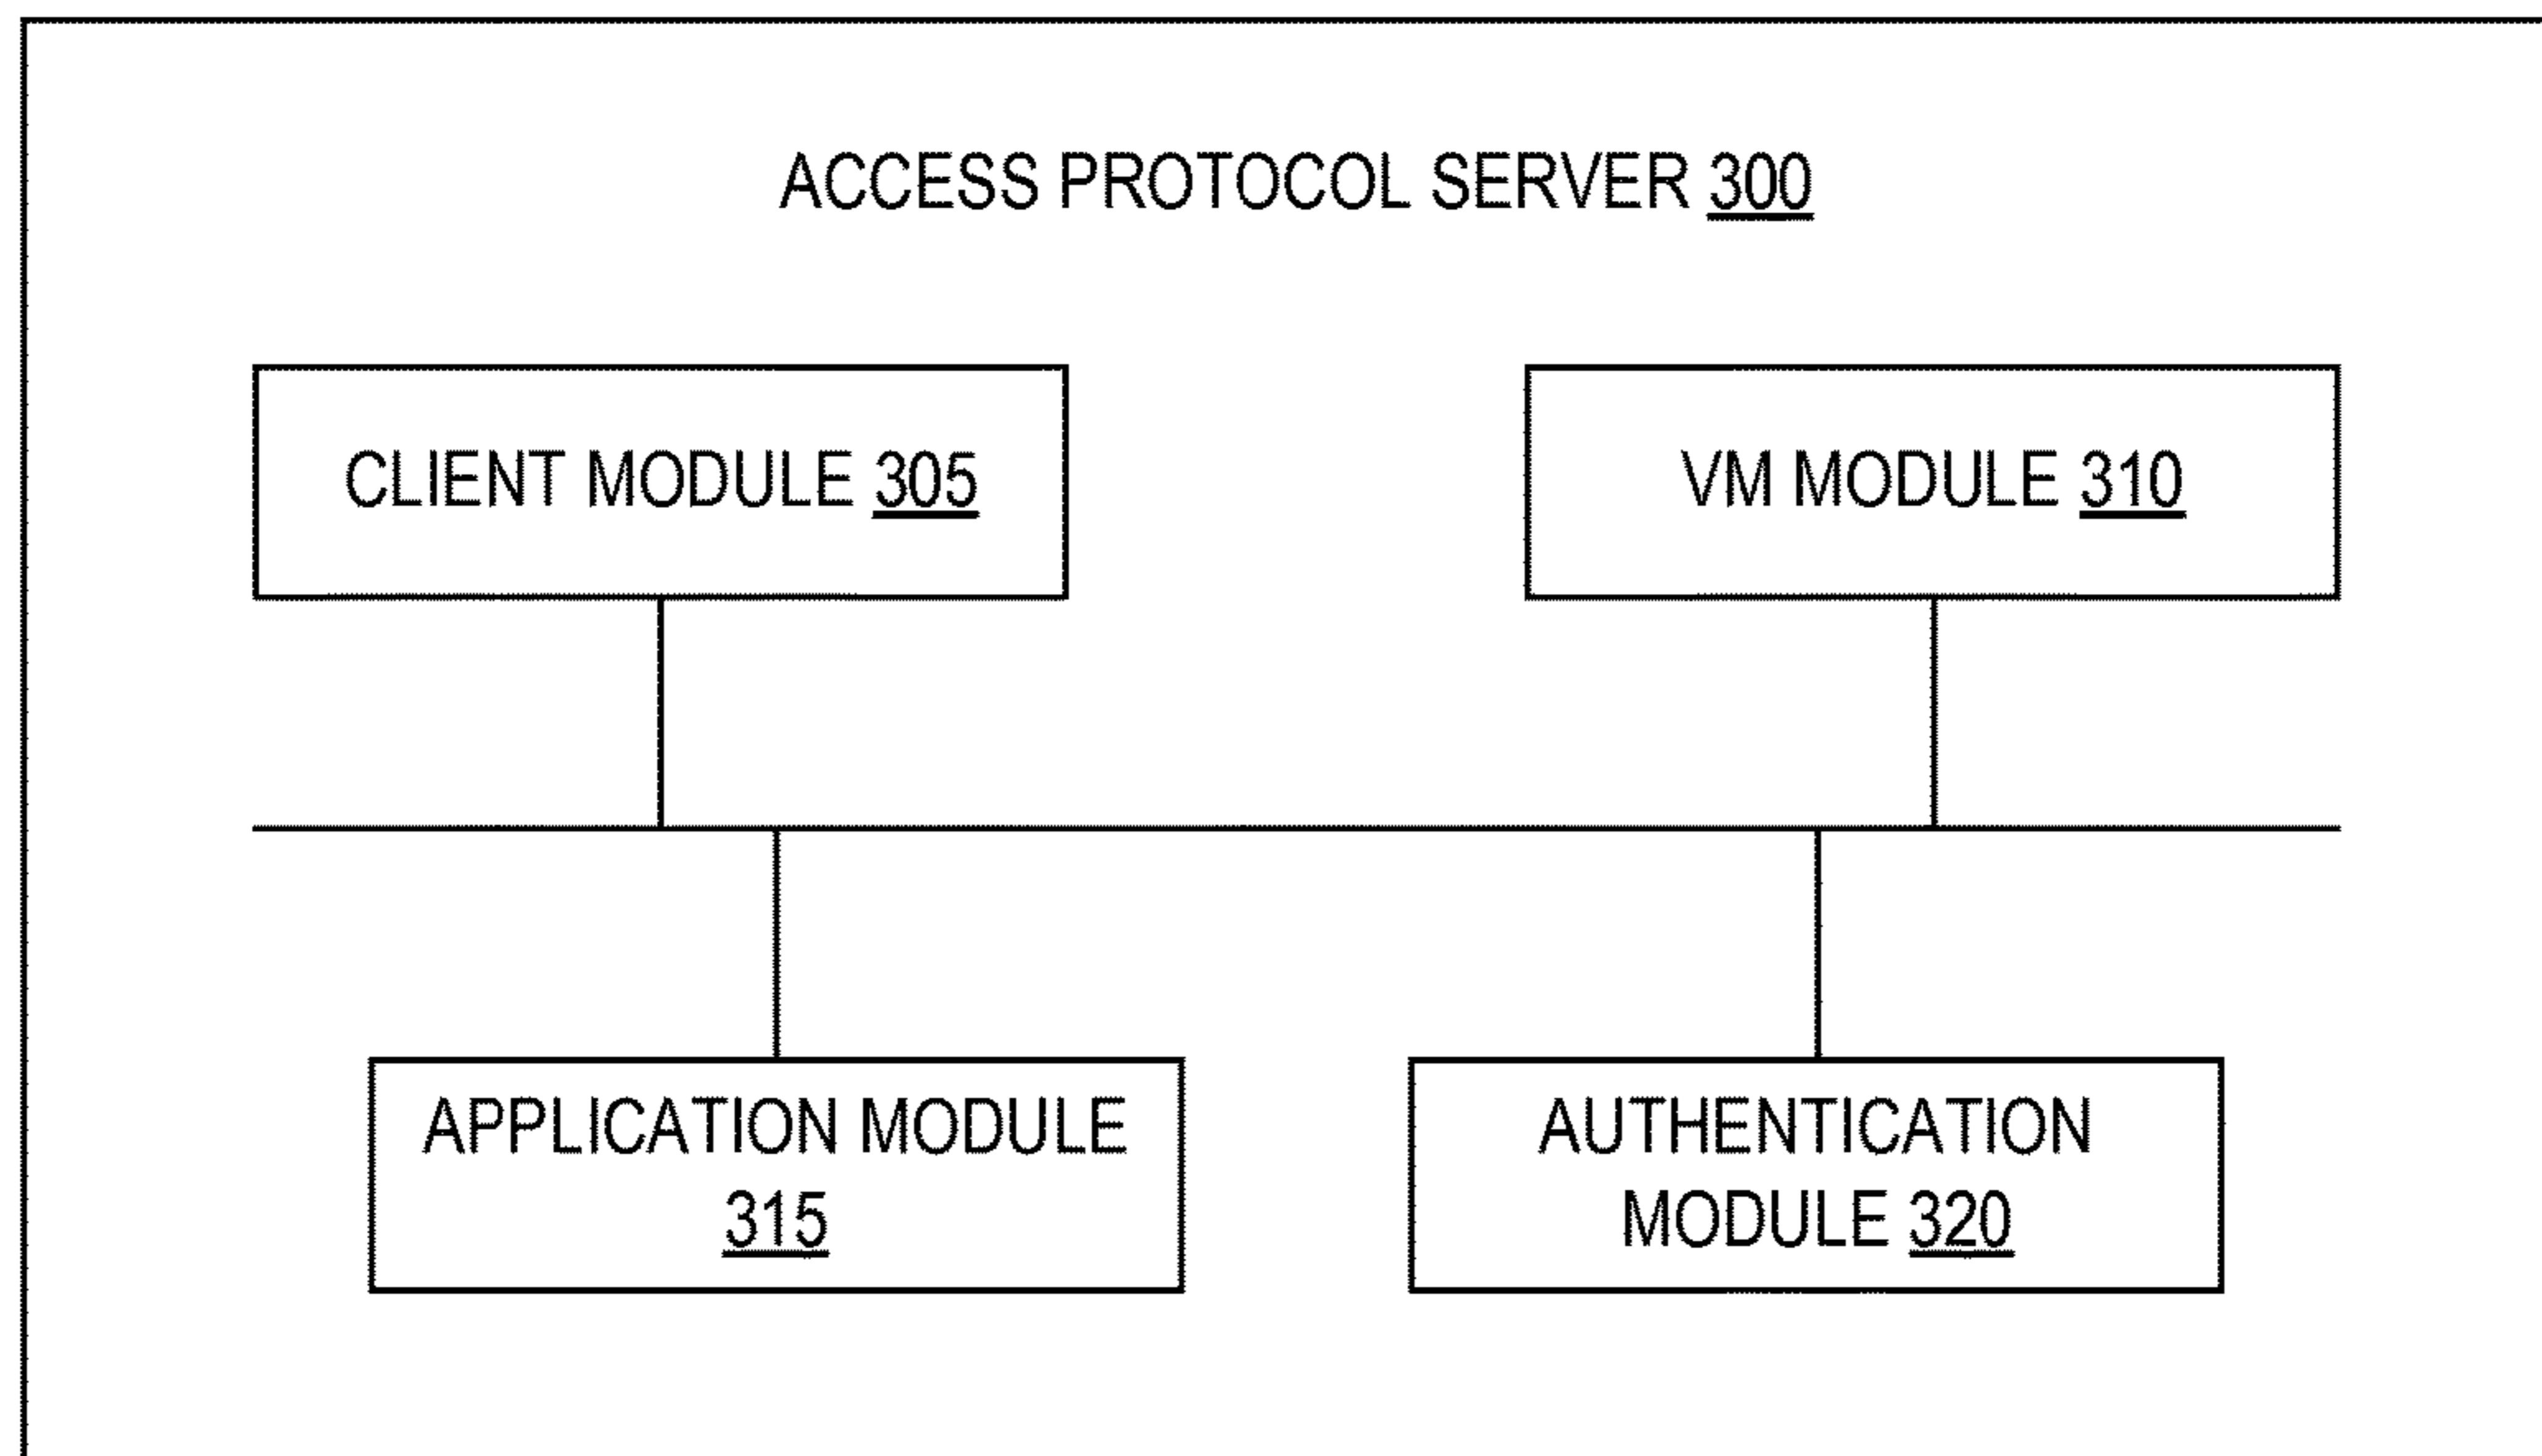 ACCESS PROTOCOL SERVER 300
CLIENT MODULE 305
VM MODULE 310
APPLICATION MODULE
315
AUTHENTICATION
MODULE 320